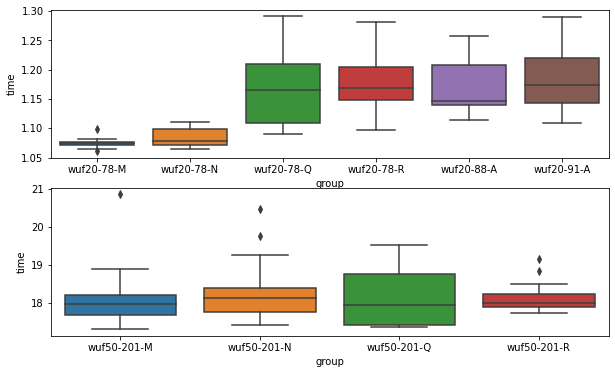 1.30
1.25
1.20
1.15
1.10
1.05
time
wuf20-78-M wuf20-78-N wuf20-78-Q wuf20-78-R wuf20-88-A wuf20-91-A
group
21
20
19
18
time
wuf50-201-M wuf50-201-N wuf50-201-Q wuf50-201-R
group